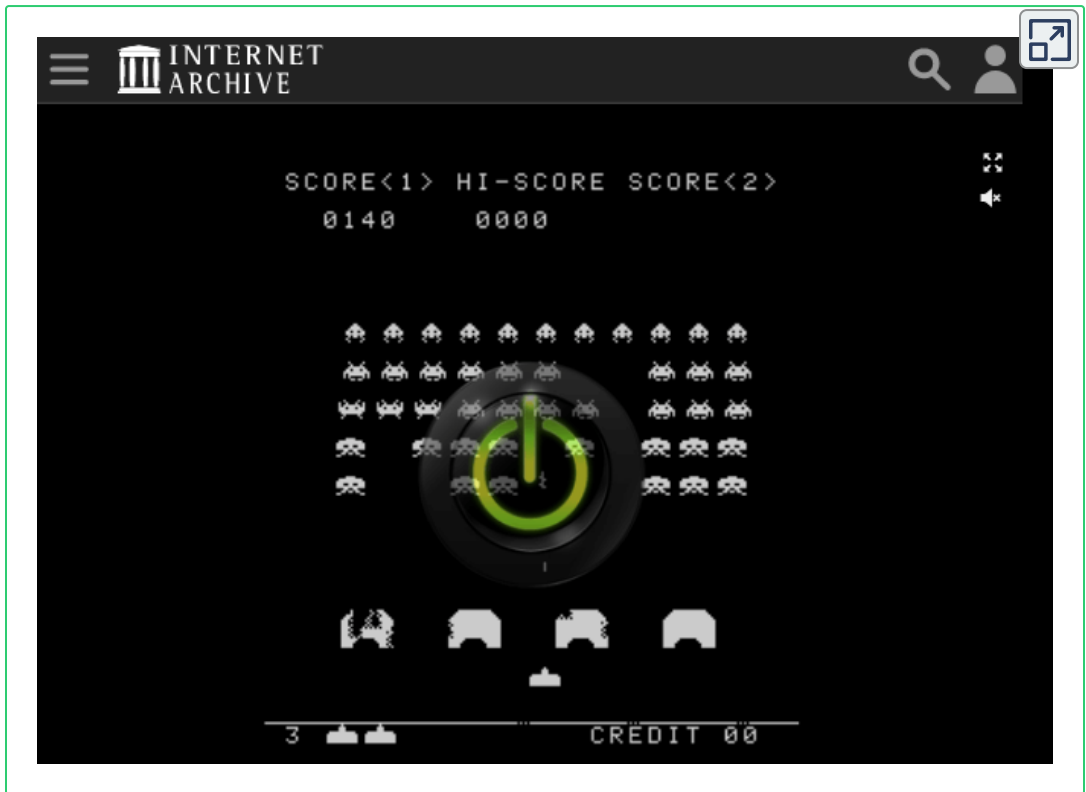 INTERNET
ARCHIVE
SCORE<1> HI-SCORE SCORE<2>
0140 0000
3 CREDIT 00